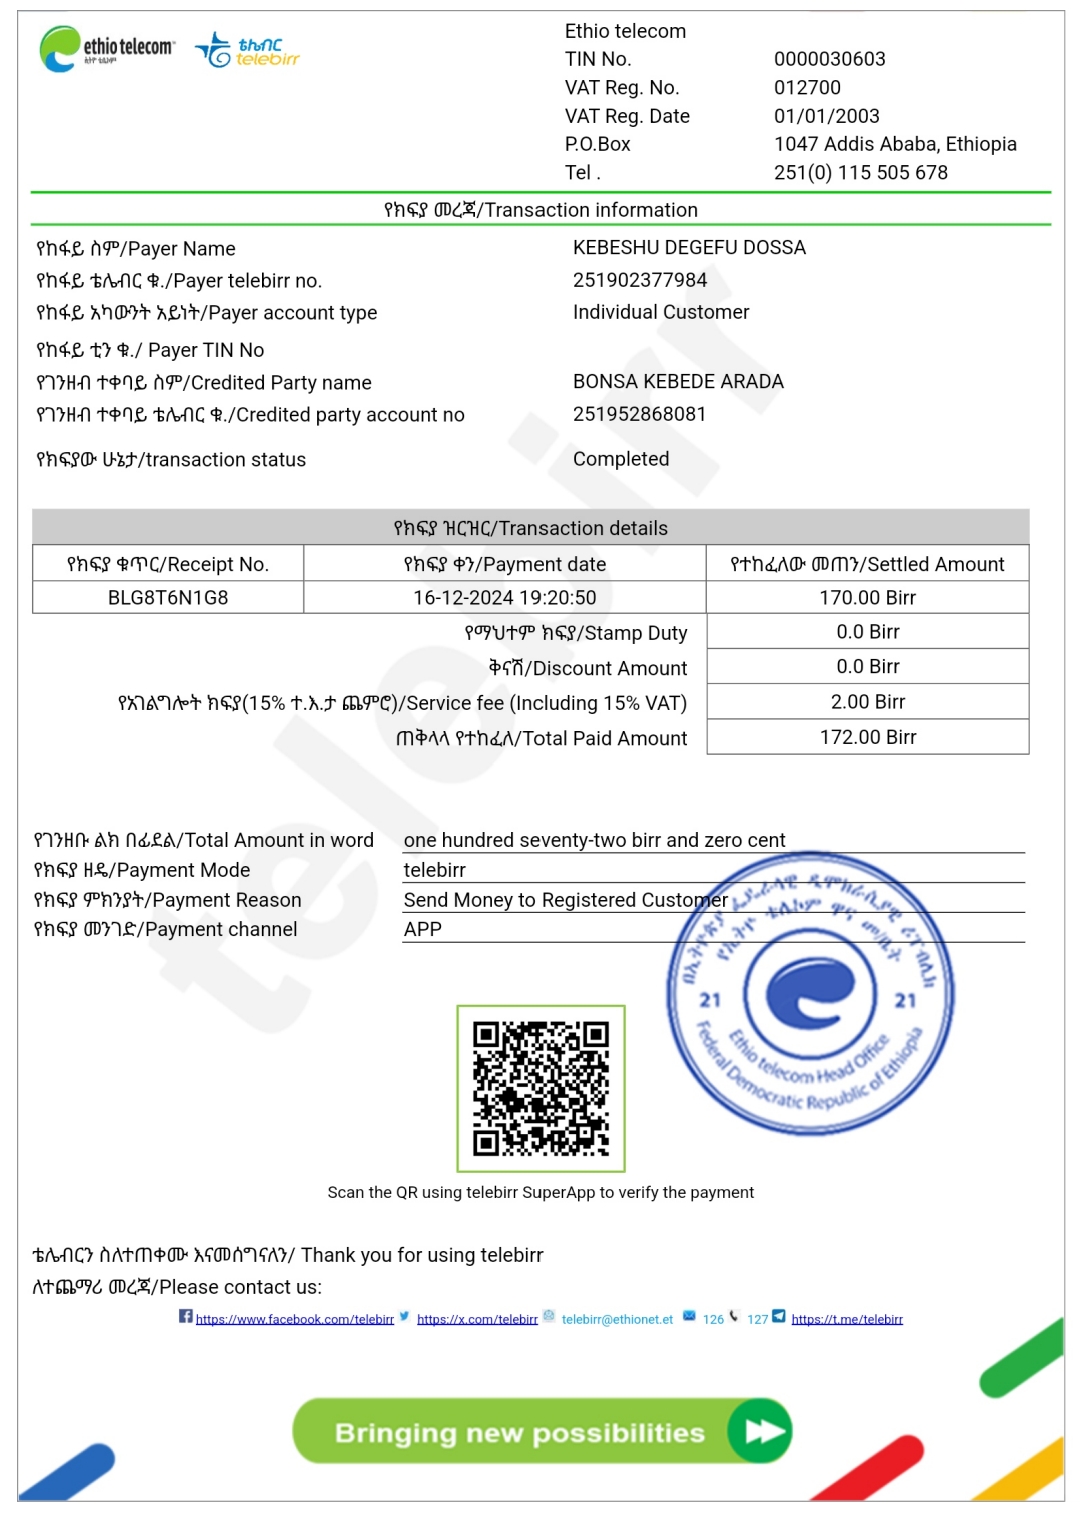 ethio telecom
ኢትዮ ቴሌኮም
ቴሌብር
telebirr
Ethio telecom
TIN No. 0000030603
VAT Reg. No. 012700
VAT Reg. Date 01/01/2003
P.O.Box 1047 Addis Ababa, Ethiopia
Tel . 251(0) 115 505 678
የክፍያ መረጃ/Transaction information
የከፋይ ስም/Payer Name KEBESHU DEGEFU DOSSA
የከፋይ ቴሌብር ቁ./Payer telebirr no. 251902377984
የከፋይ አካውንት አይነት/Payer account type Individual Customer
የከፋይ ቲን ቁ./ Payer TIN No
የገንዘብ ተቀባይ ስም/Credited Party name BONSA KEBEDE ARADA
የገንዘብ ተቀባይ ቴሌብር ቁ./Credited party account no 251952868081
የክፍያው ሁኔታ/transaction status Completed
የክፍያ ዝርዝር/Transaction details
የክፍያ ቁጥር/Receipt No. የክፍያ ቀን/Payment date የተከፈለው መጠን/Settled Amount
BLG8T6N1G8 16-12-2024 19:20:50 170.00 Birr
የማህተም ክፍያ/Stamp Duty 0.0 Birr
ቅናሽ/Discount Amount 0.0 Birr
የአገልግሎት ክፍያ(15% ተ.እ.ታ ጨምሮ)/Service fee (Including 15% VAT) 2.00 Birr
ጠቅላላ የተከፈለ/Total Paid Amount 172.00 Birr
የገንዘቡ ልክ በፊደል/Total Amount in word one hundred seventy-two birr and zero cent
የክፍያ ዘዴ/Payment Mode telebirr
የክፍያ ምክንያት/Payment Reason Send Money to Registered Customer
የክፍያ መንገድ/Payment channel APP
በኢትዮጵያ ፌዴራላዊ ዲሞክራሲያዊ ሪፐብሊክ
የኢትዮ ቴሌኮም ዋና መ/ቤት
21 21
Ethio telecom Head Office
Federal Democratic Republic of Ethiopia
Scan the QR using telebirr SuperApp to verify the payment
ቴሌብርን ስለተጠቀሙ እናመሰግናለን/ Thank you for using telebirr
ለተጨማሪ መረጃ/Please contact us:
https://www.facebook.com/telebirr https://x.com/telebirr telebirr@ethionet.et 126 127 https://t.me/telebirr
Bringing new possibilities
telebirr